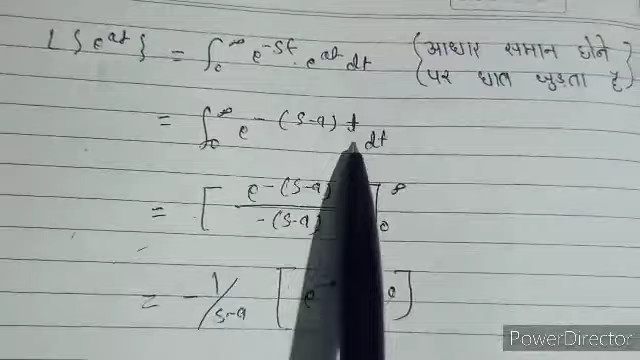 L{e^at} = ∫₀^∞ e^-st · e^at dt (आधार समान होने पर घात जुड़ता है)
= ∫₀^∞ e^-(s-a)t dt
= [e^-(s-a) / -(s-a)]₀^∞
= -1/s-a [e
PowerDirector